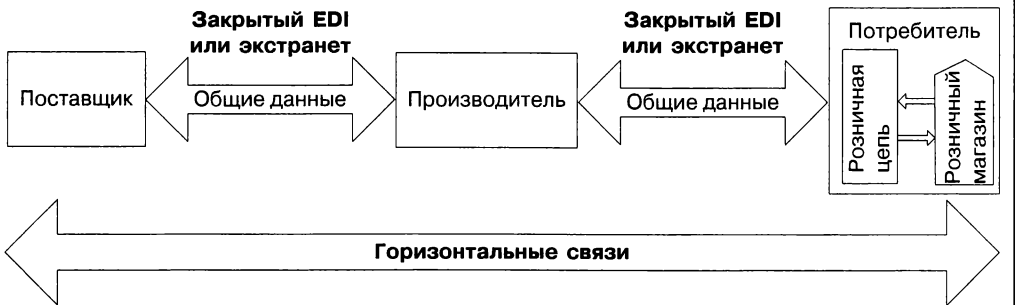 Закрытый EDI
или экстранет
Закрытый EDI
или экстранет
Потребитель
Поставщик
Общие данные
Производитель
Общие данные
Розничная
цепь
Розничный
магазин
Горизонтальные связи